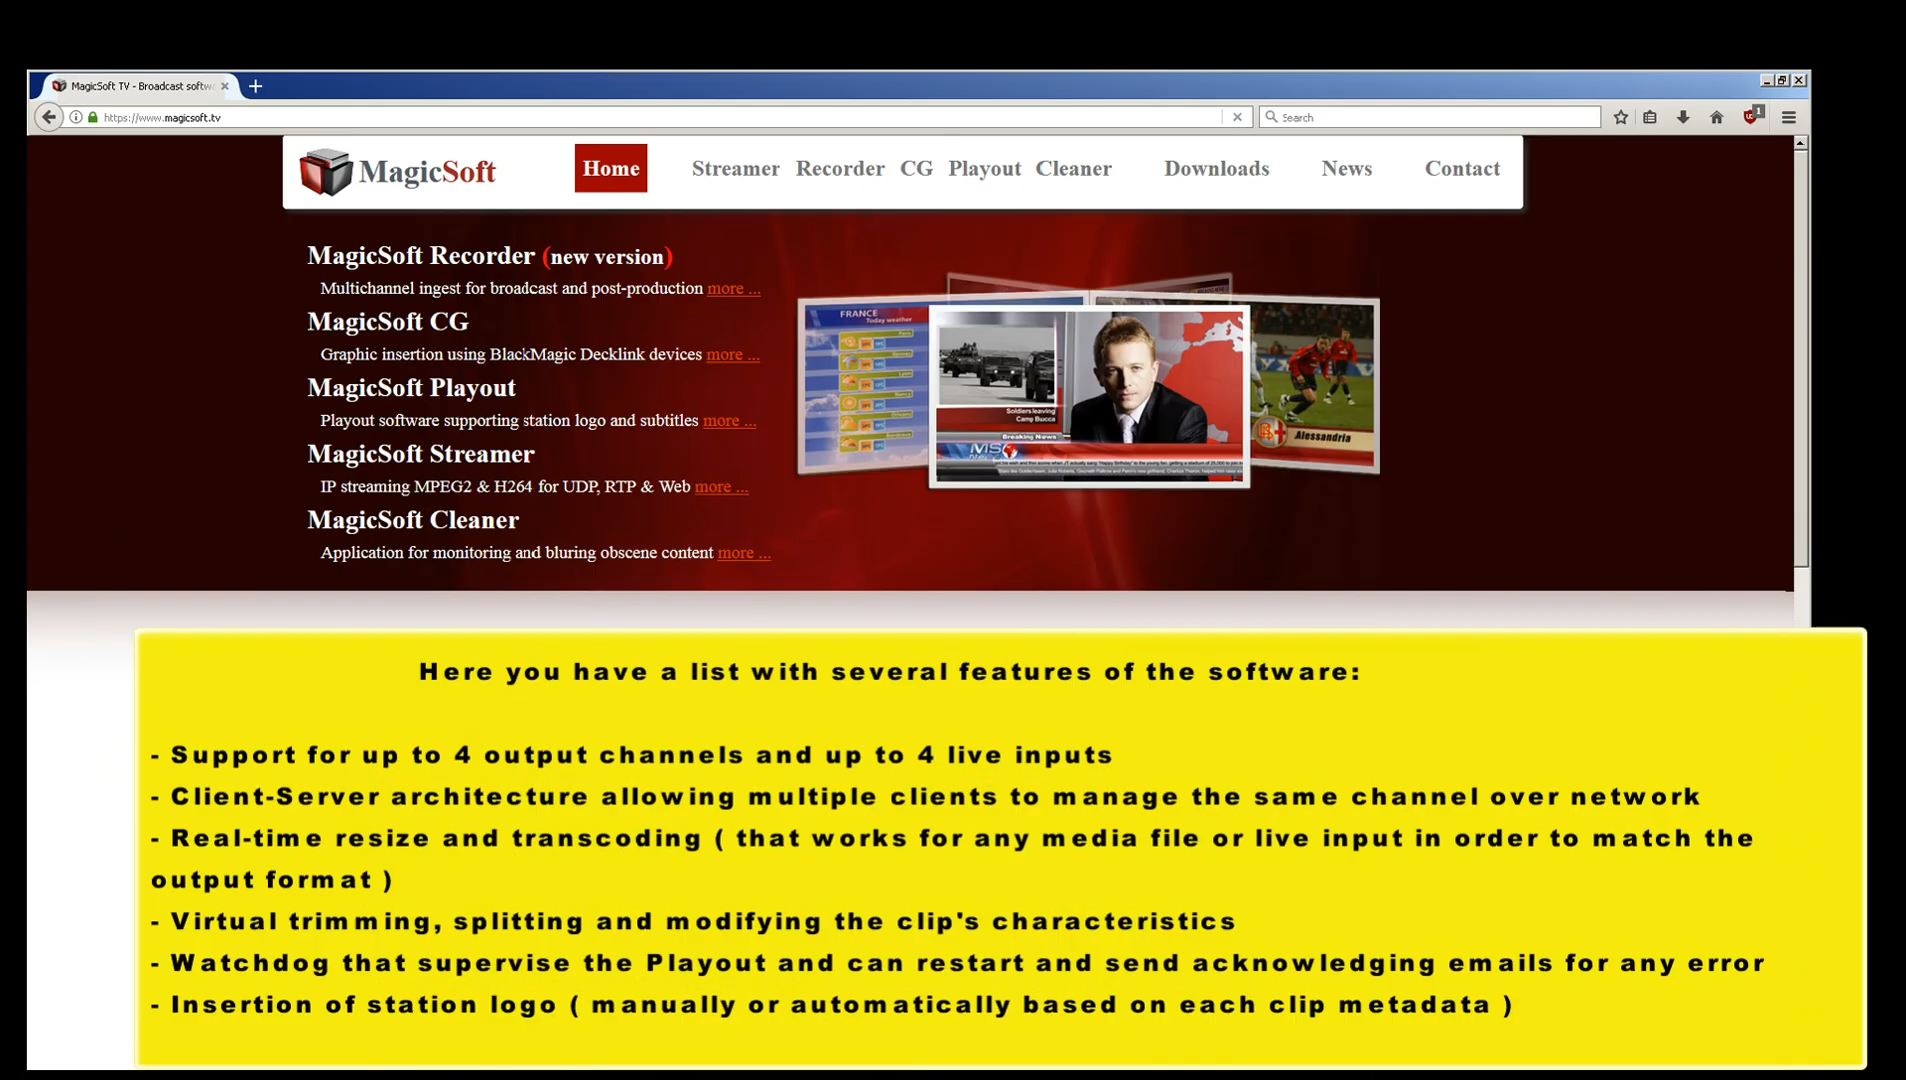 MagicSoft TV - Broadcast softw
https://www.magicsoft.tv
Search
1
MagicSoft
Home
Streamer
Recorder
CG
Playout
Cleaner
Downloads
News
Contact
MagicSoft Recorder (new version)
Multichannel ingest for broadcast and post-production more ...
MagicSoft CG
Graphic insertion using BlackMagic Decklink devices more ...
MagicSoft Playout
Playout software supporting station logo and subtitles more ...
MagicSoft Streamer
IP streaming MPEG2 & H264 for UDP, RTP & Web more ...
MagicSoft Cleaner
Application for monitoring and bluring obscene content more ...
FRANCE
Today weather
Soldiers leaving
Camp Bucca
Breaking News
MS
Alessandria
Here you have a list with several features of the software:
- Support for up to 4 output channels and up to 4 live inputs
- Client-Server architecture allowing multiple clients to manage the same channel over network
- Real-time resize and transcoding ( that works for any media file or live input in order to match the
output format )
- Virtual trimming, splitting and modifying the clip's characteristics
- Watchdog that supervise the Playout and can restart and send acknowledging emails for any error
- Insertion of station logo ( manually or automatically based on each clip metadata )